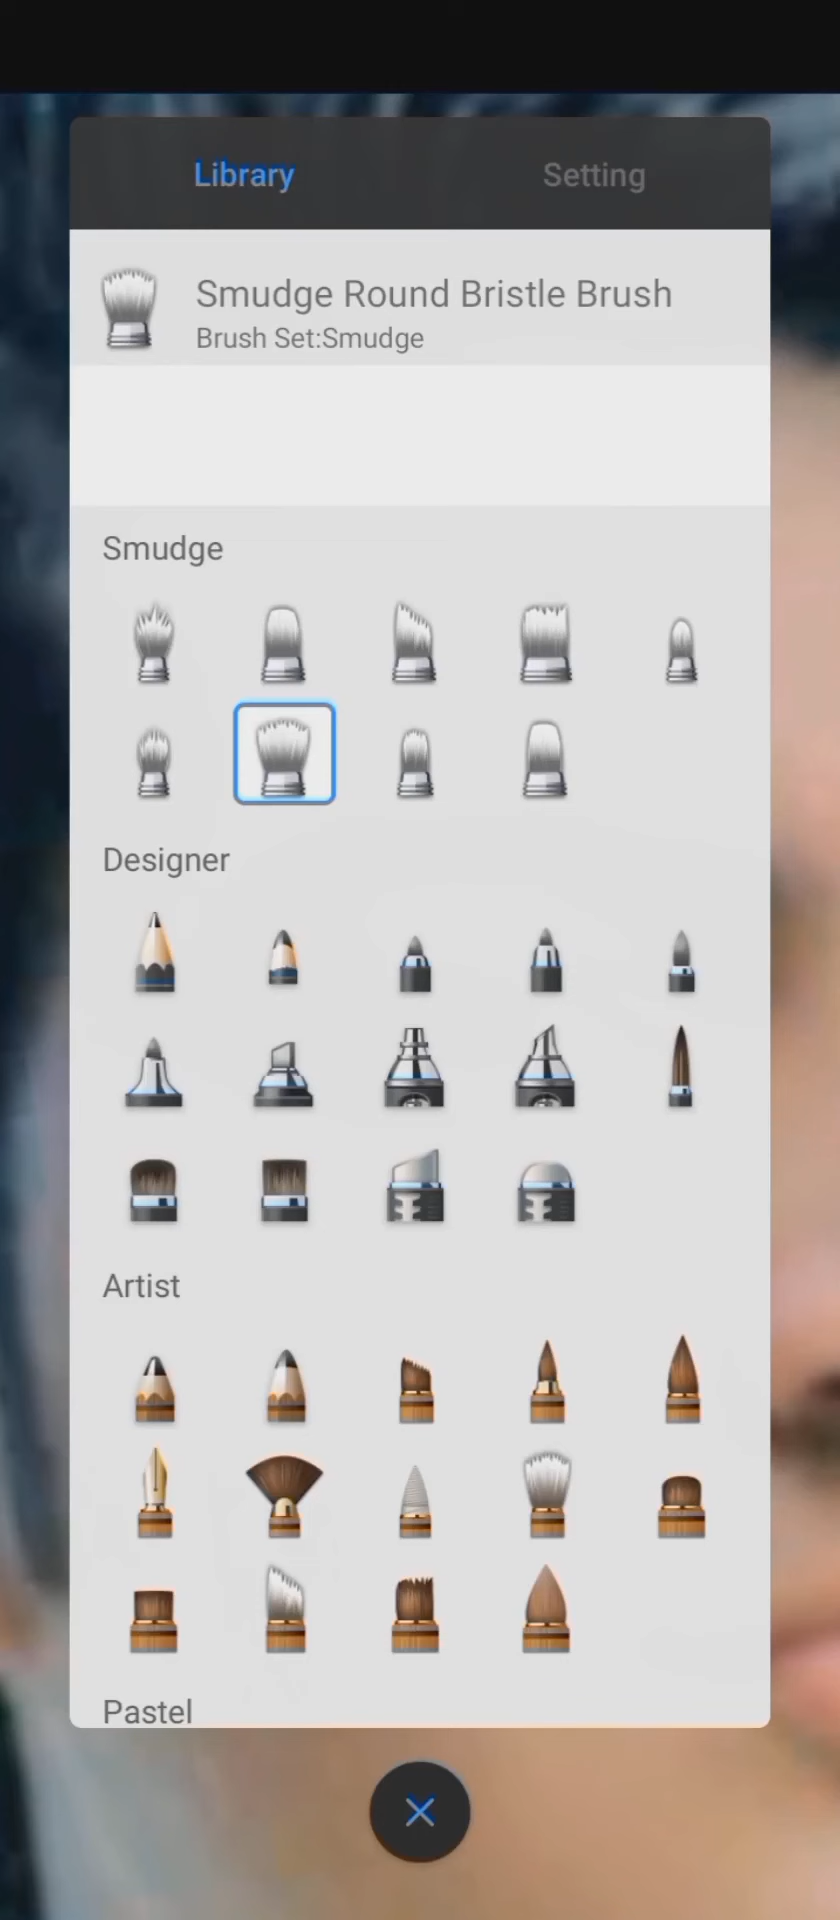 Library
Setting
Smudge Round Bristle Brush
Brush Set:Smudge
Smudge
Designer
Artist
Pastel